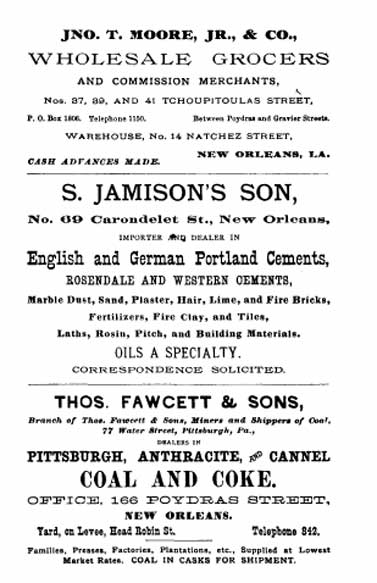 JNO. T. MOORE, JR., & CO.,
WHOLESALE GROCERS
AND COMMISSION MERCHANTS,
Nos. 37, 39, AND 41 TCHOUPITOULAS STREET,
P. O. Box 1806. Telephone 1150. Between Poydras and Gravier Streets.
WAREHOUSE, No. 14 NATCHEZ STREET,
NEW ORLEANS, LA.
CASH ADVANCES MADE.
S. JAMISON'S SON,
No. 69 Carondelet St., New Orleans,
IMPORTER AND DEALER IN
English and German Portland Cements,
ROSENDALE AND WESTERN CEMENTS,
Marble Dust, Sand, Plaster, Hair, Lime, and Fire Bricks,
Fertilizers, Fire Clay, and Tiles,
Laths, Rosin, Pitch, and Building Materials.
OILS A SPECIALTY.
CORRESPONDENCE SOLICITED.
THOS. FAWCETT & SONS,
Branch of Thos. Fawcett & Sons, Miners and Shippers of Coal,
77 Water Street, Pittsburgh, Pa.,
DEALERS IN
PITTSBURGH, ANTHRACITE, AND CANNEL
COAL AND COKE.
OFFICE, 166 POYDRAS STREET,
NEW ORLEANS.
Yard, on Levee, Head Robin St. Telephone 842.
Families, Presses, Factories, Plantations, etc., Supplied at Lowest
Market Rates. COAL IN CASKS FOR SHIPMENT.